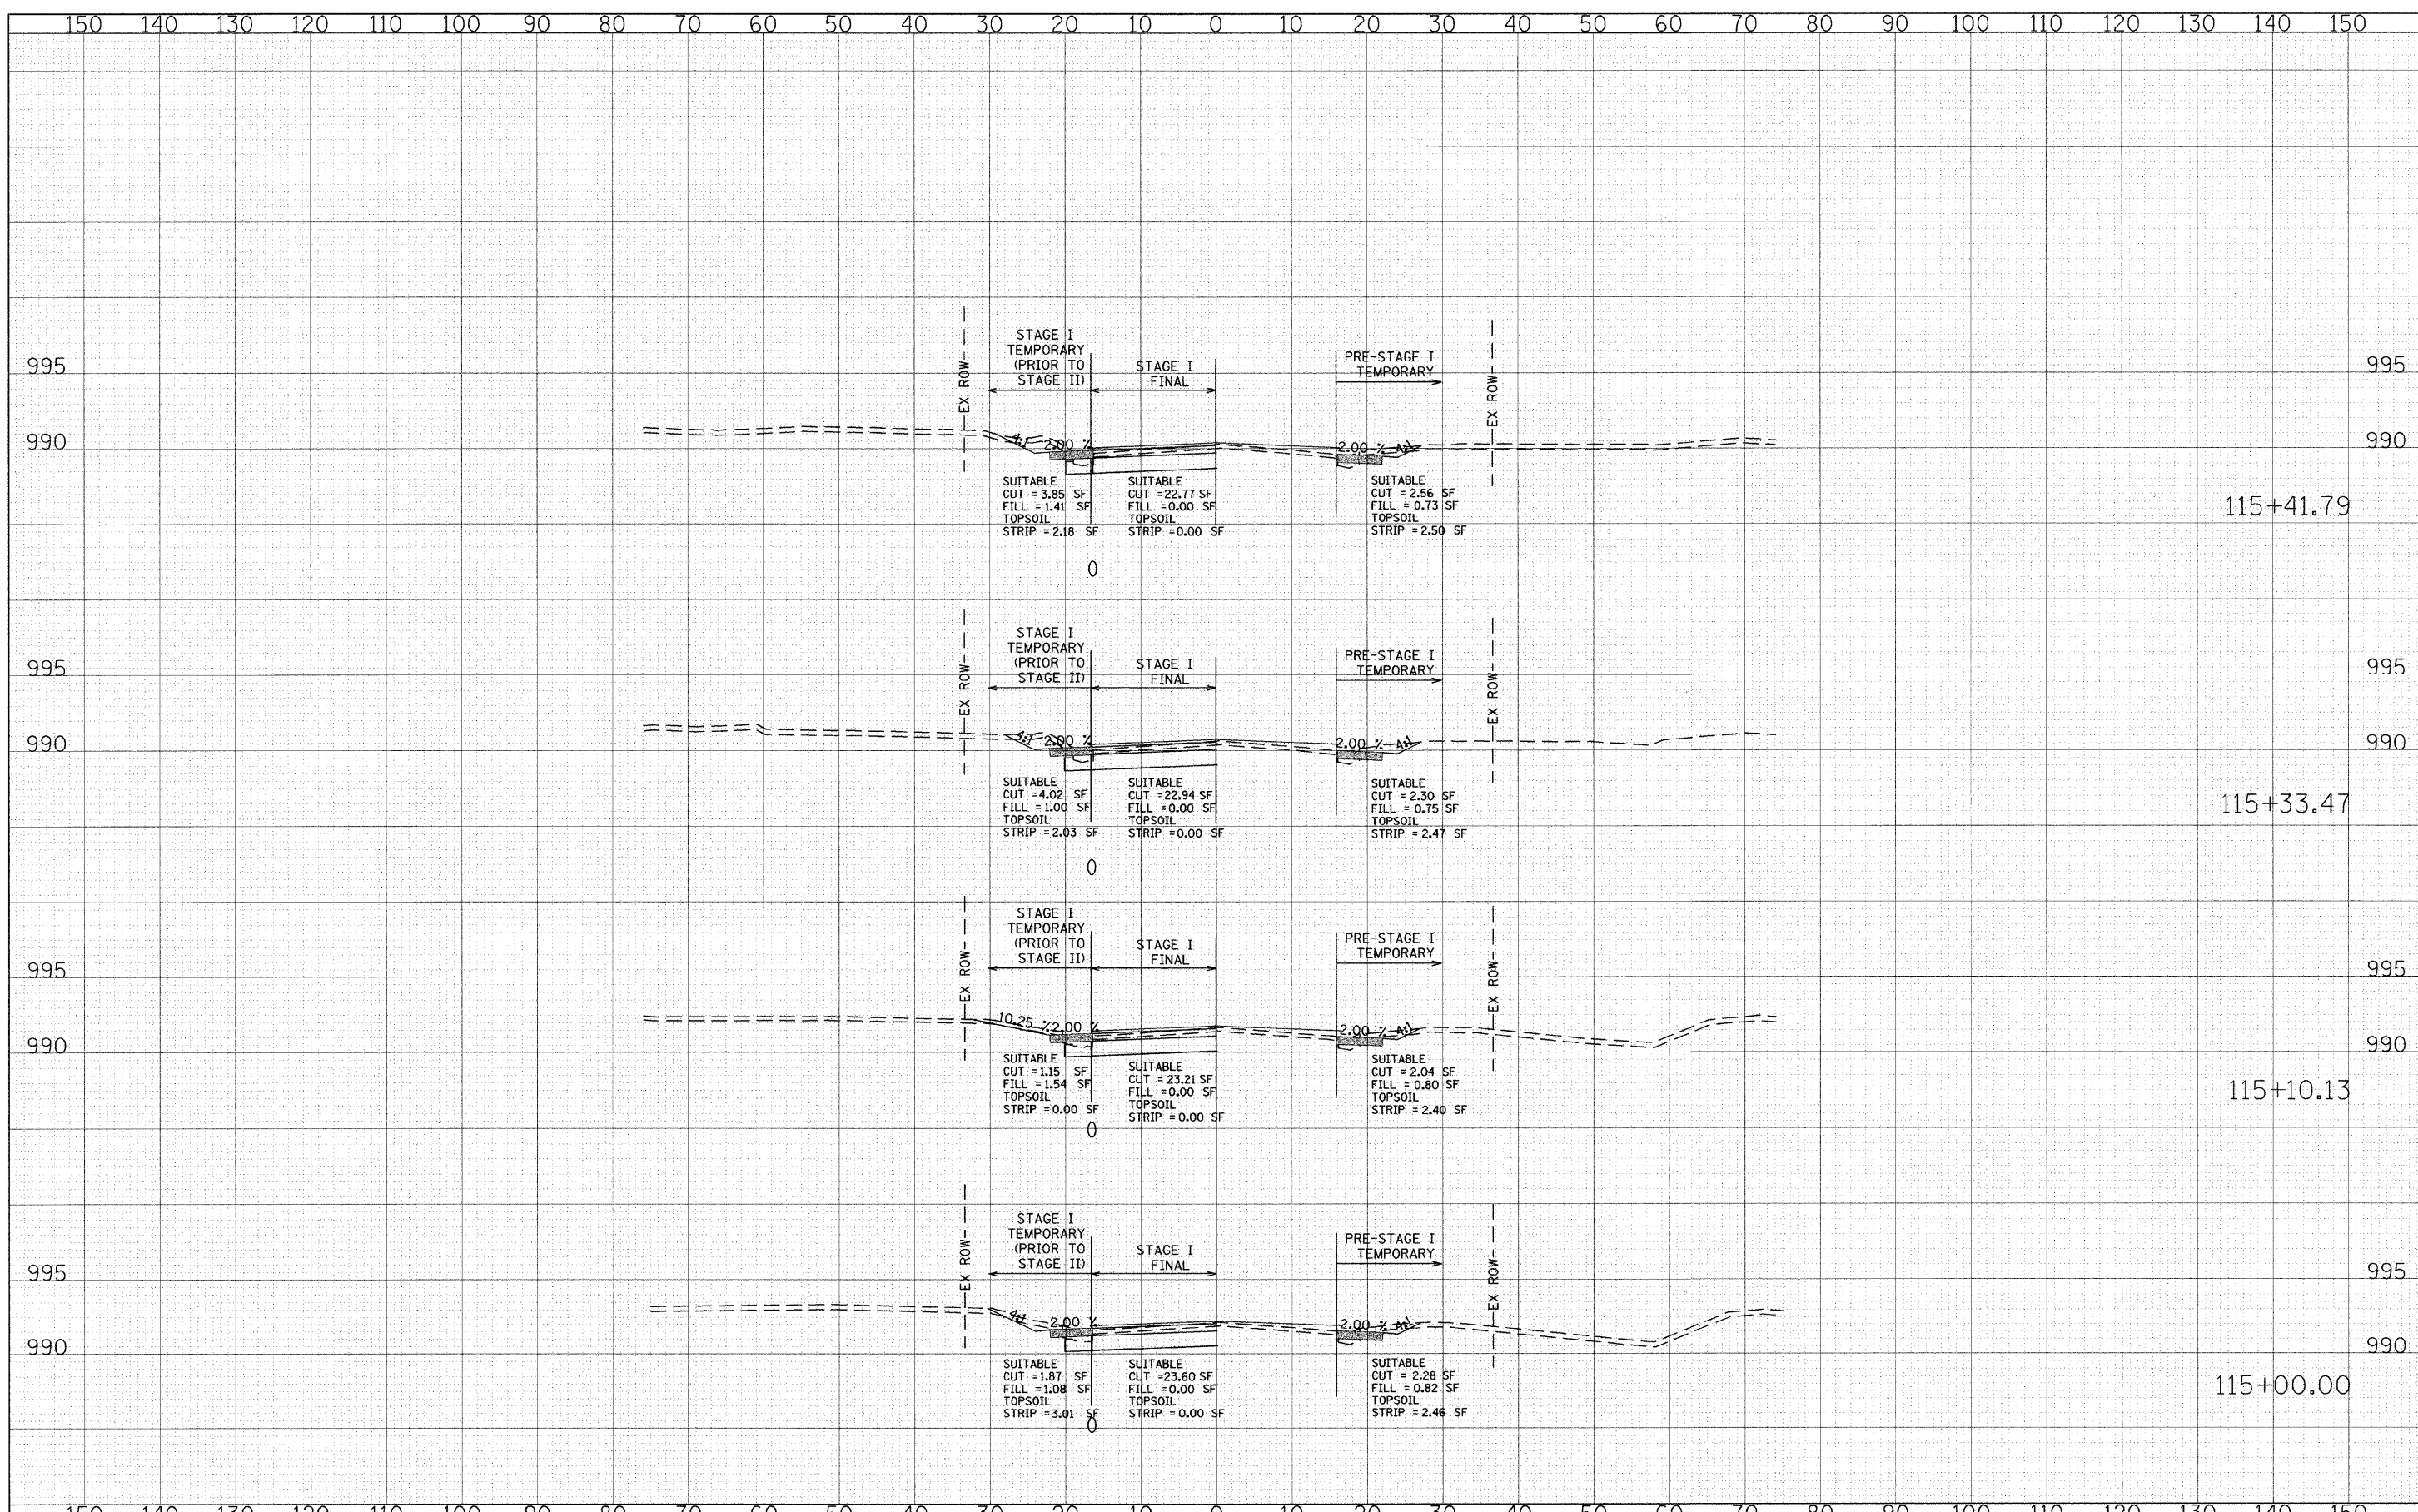 150 140 130 120 110 100 90 80 70 60 50 40 30 20 10 0 10 20 30 40 50 60 70 80 90 100 110 120 130 140 150
STAGE I
TEMPORARY
(PRIOR TO
STAGE II)
STAGE I
FINAL
PRE-STAGE I
TEMPORARY
EX ROW
EX ROW
995
995
990
990
4:1
2.00 %
2.00 %
4:1
SUITABLE
CUT = 3.85 SF
FILL = 1.41 SF
TOPSOIL
STRIP = 2.18 SF
SUITABLE
CUT = 22.77 SF
FILL = 0.00 SF
TOPSOIL
STRIP = 0.00 SF
SUITABLE
CUT = 2.56 SF
FILL = 0.73 SF
TOPSOIL
STRIP = 2.50 SF
115+41.79
0
STAGE I
TEMPORARY
(PRIOR TO
STAGE II)
STAGE I
FINAL
PRE-STAGE I
TEMPORARY
EX ROW
EX ROW
995
995
990
990
4:1
2.00 %
2.00 %
4:1
SUITABLE
CUT = 4.02 SF
FILL = 1.00 SF
TOPSOIL
STRIP = 2.03 SF
SUITABLE
CUT = 22.94 SF
FILL = 0.00 SF
TOPSOIL
STRIP = 0.00 SF
SUITABLE
CUT = 2.30 SF
FILL = 0.75 SF
TOPSOIL
STRIP = 2.47 SF
115+33.47
0
STAGE I
TEMPORARY
(PRIOR TO
STAGE II)
STAGE I
FINAL
PRE-STAGE I
TEMPORARY
EX ROW
EX ROW
995
995
990
990
10.25 %
2.00 %
2.00 %
4:1
SUITABLE
CUT = 1.15 SF
FILL = 1.54 SF
TOPSOIL
STRIP = 0.00 SF
SUITABLE
CUT = 23.21 SF
FILL = 0.00 SF
TOPSOIL
STRIP = 0.00 SF
SUITABLE
CUT = 2.04 SF
FILL = 0.80 SF
TOPSOIL
STRIP = 2.40 SF
115+10.13
0
STAGE I
TEMPORARY
(PRIOR TO
STAGE II)
STAGE I
FINAL
PRE-STAGE I
TEMPORARY
EX ROW
EX ROW
995
995
990
990
4:1
2.00 %
2.00 %
4:1
SUITABLE
CUT = 1.87 SF
FILL = 1.08 SF
TOPSOIL
STRIP = 3.01 SF
SUITABLE
CUT = 23.60 SF
FILL = 0.00 SF
TOPSOIL
STRIP = 0.00 SF
SUITABLE
CUT = 2.28 SF
FILL = 0.82 SF
TOPSOIL
STRIP = 2.46 SF
115+00.00
0
150 140 130 120 110 100 90 80 70 60 50 40 30 20 10 0 10 20 30 40 50 60 70 80 90 100 110 120 130 140 150